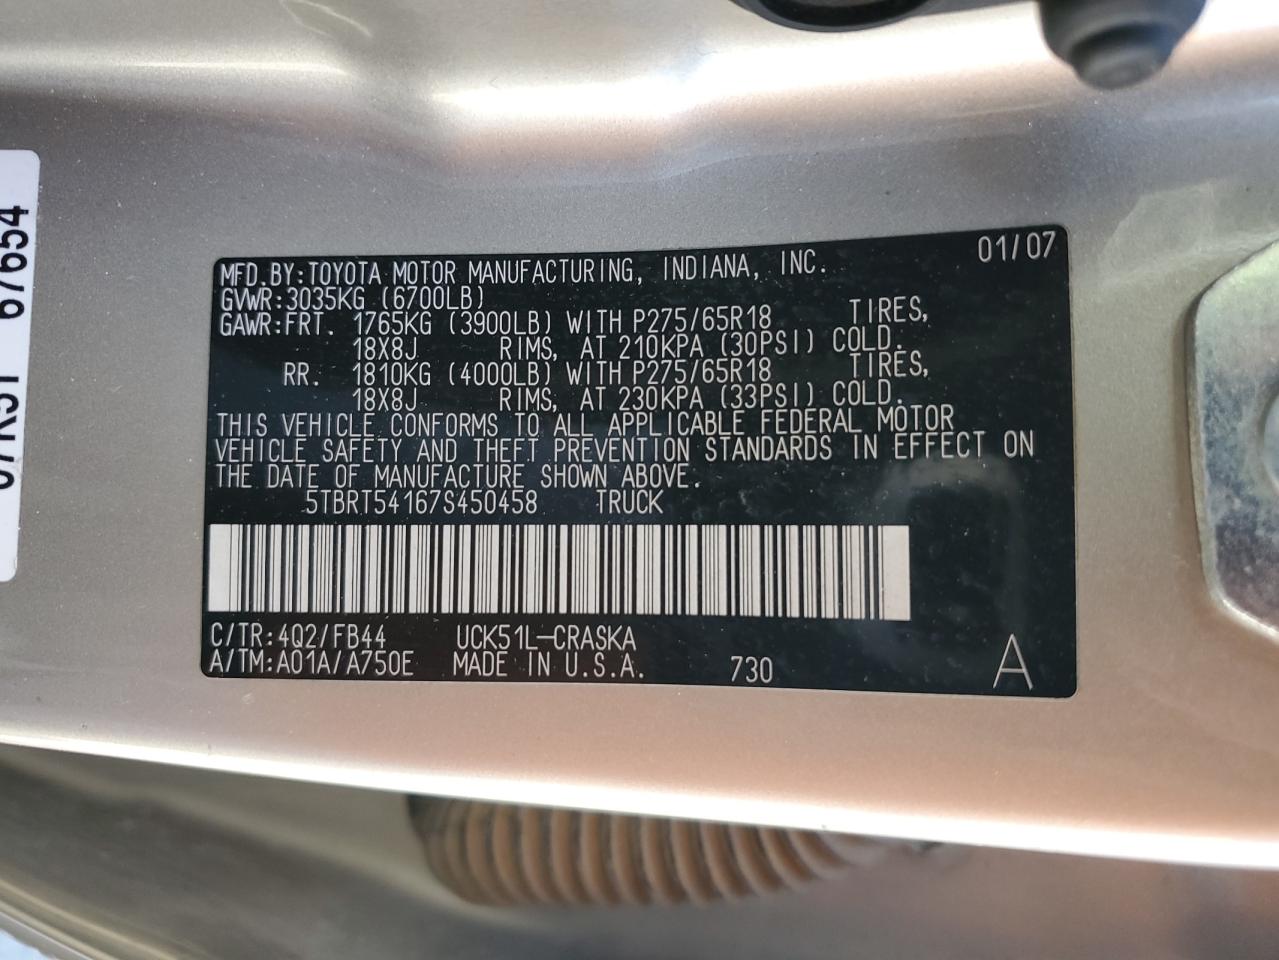 MFD.BY:TOYOTA MOTOR MANUFACTURING, INDIANA, INC. 01/07
GVWR:3035KG (6700LB)
GAWR:FRT. 1765KG (3900LB) WITH P275/65R18 TIRES,
18X8J RIMS, AT 210KPA (30PSI) COLD.
RR. 1810KG (4000LB) WITH P275/65R18 TIRES,
18X8J RIMS, AT 230KPA (33PSI) COLD.
THIS VEHICLE CONFORMS TO ALL APPLICABLE FEDERAL MOTOR
VEHICLE SAFETY AND THEFT PREVENTION STANDARDS IN EFFECT ON
THE DATE OF MANUFACTURE SHOWN ABOVE.
5TBRT54167S450458 TRUCK
C/TR:4Q2/FB44 UCK51L-CRASKA
A/TM:A01A/A750E MADE IN U.S.A. 730 A
67654